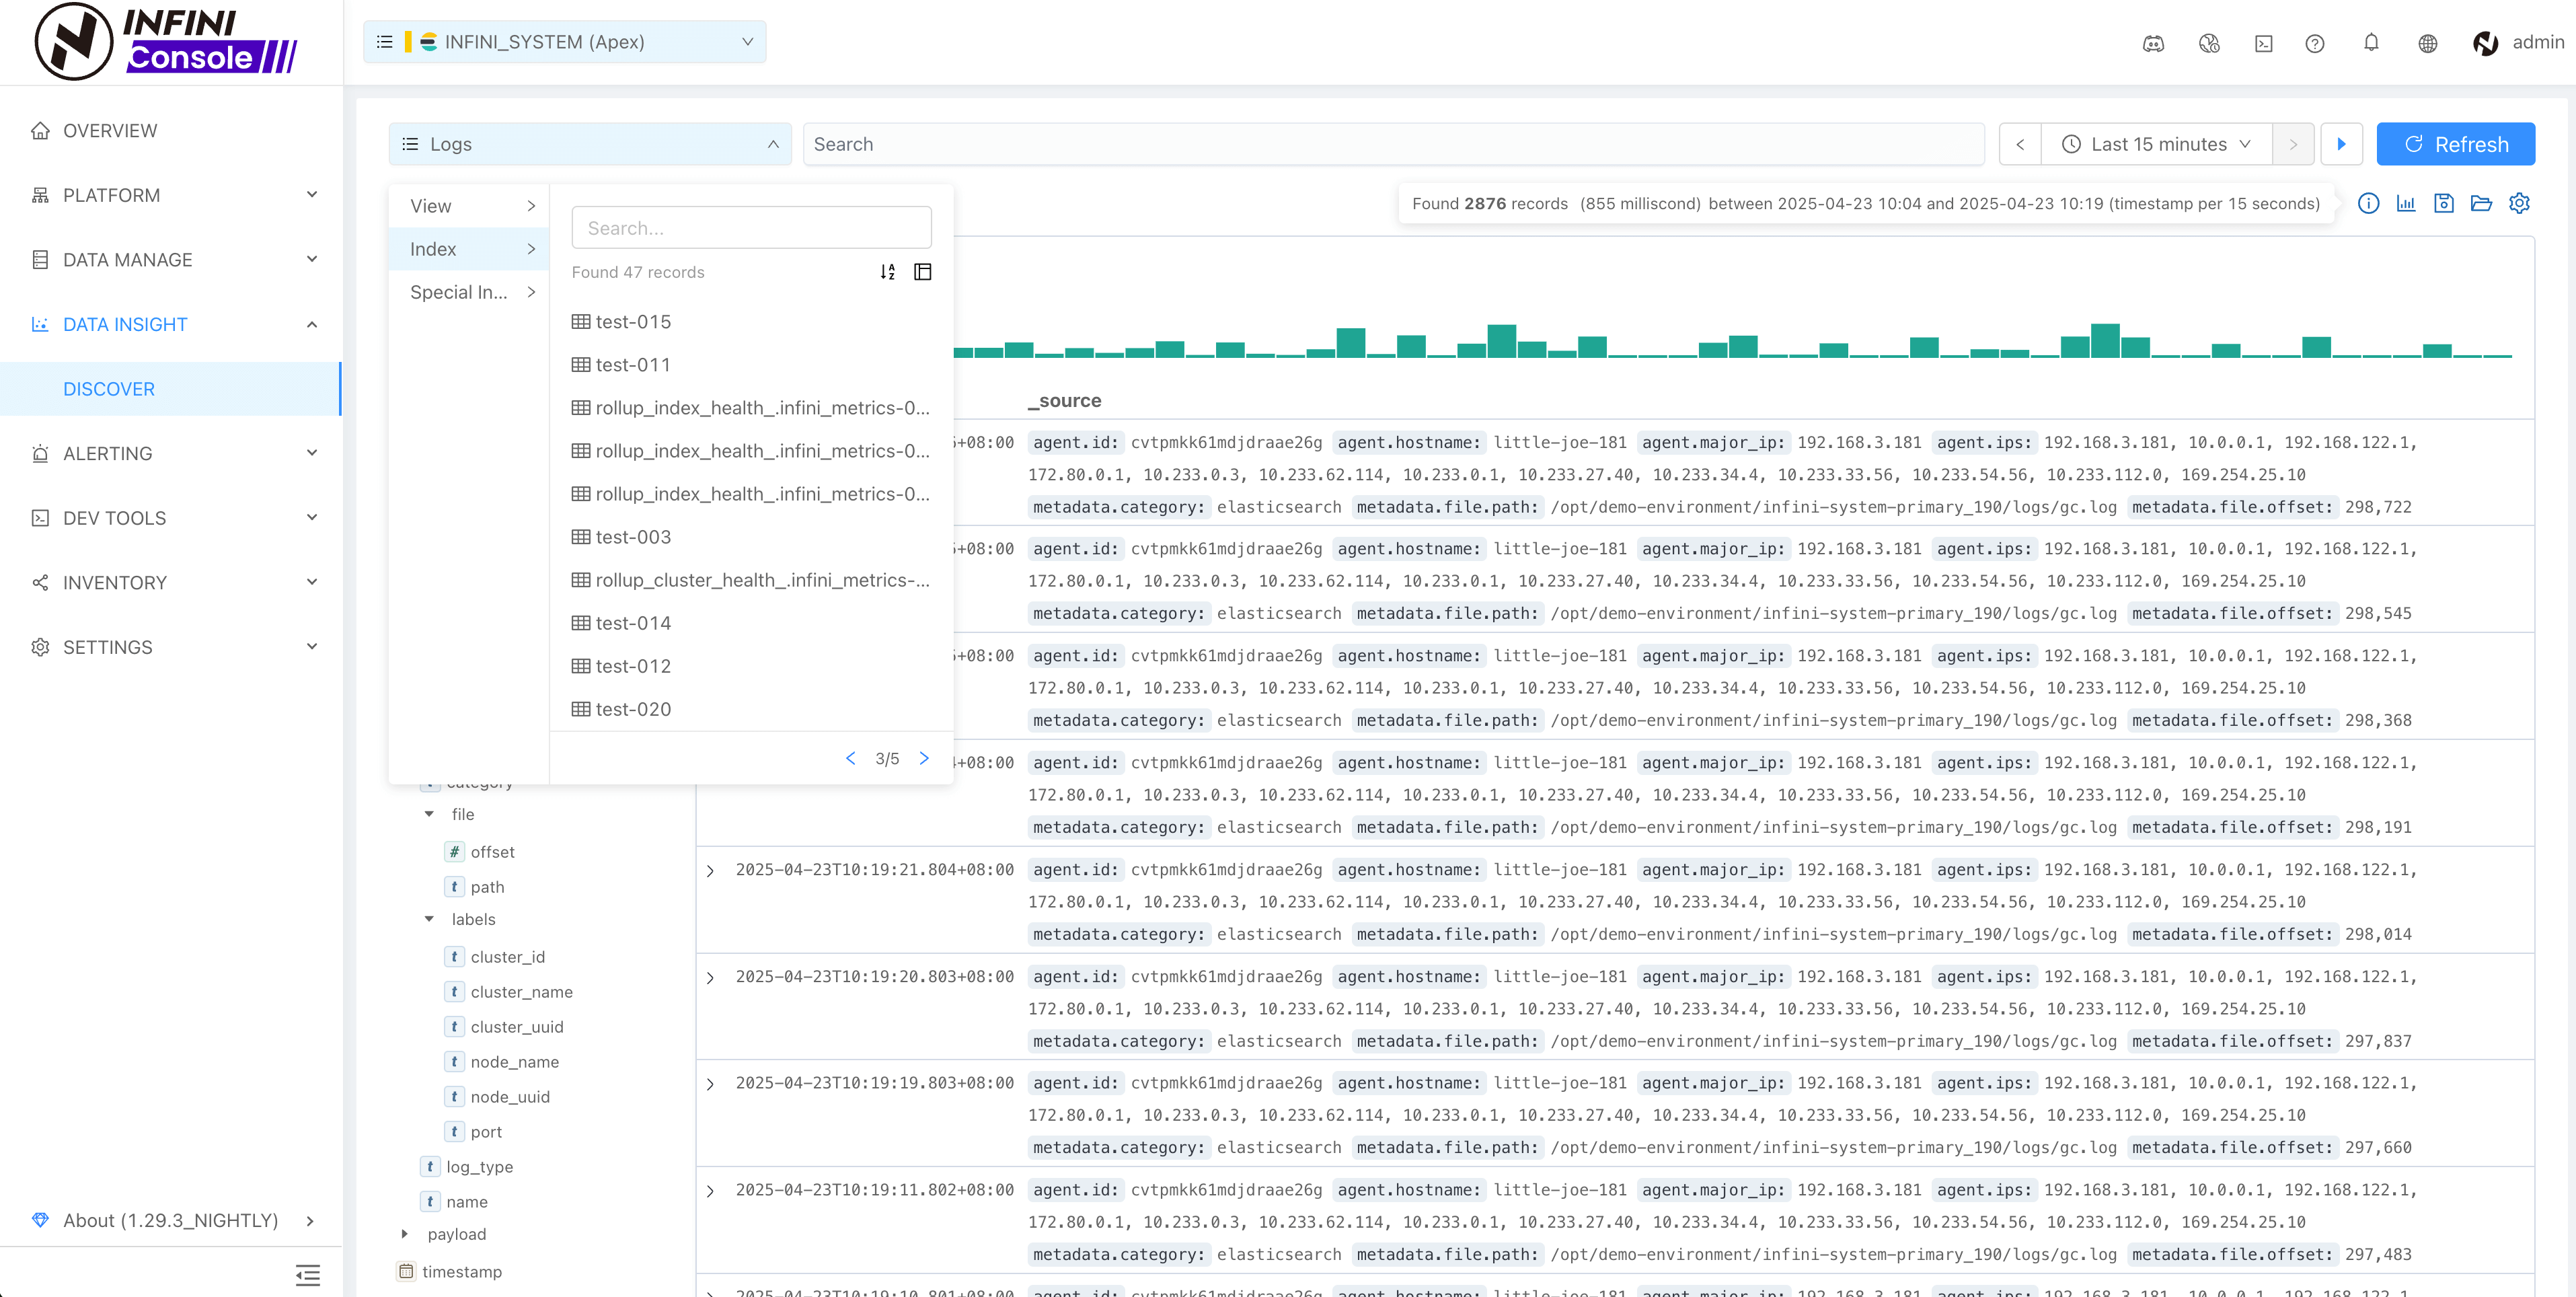 INFINI
Console
INFINI_SYSTEM (Apex)
admin
OVERVIEW
PLATFORM
DATA MANAGE
DATA INSIGHT
DISCOVER
ALERTING
DEV TOOLS
INVENTORY
SETTINGS
About (1.29.3_NIGHTLY)
Logs
Search
Last 15 minutes
Refresh
Found 2876 records (855 milliscond) between 2025-04-23 10:04 and 2025-04-23 10:19 (timestamp per 15 seconds)
View
Index
Special In...
Search...
Found 47 records
test-015
test-011
rollup_index_health_.infini_metrics-0...
rollup_index_health_.infini_metrics-0...
rollup_index_health_.infini_metrics-0...
test-003
rollup_cluster_health_.infini_metrics-...
test-014
test-012
test-020
3/5
category
file
# offset
t path
labels
t cluster_id
t cluster_name
t cluster_uuid
t node_name
t node_uuid
t port
t log_type
t name
payload
timestamp
_source
+08:00 agent.id: cvtpmkk61mdjdraae26g agent.hostname: little-joe-181 agent.major_ip: 192.168.3.181 agent.ips: 192.168.3.181, 10.0.0.1, 192.168.122.1,
172.80.0.1, 10.233.0.3, 10.233.62.114, 10.233.0.1, 10.233.27.40, 10.233.34.4, 10.233.33.56, 10.233.54.56, 10.233.112.0, 169.254.25.10
metadata.category: elasticsearch metadata.file.path: /opt/demo-environment/infini-system-primary_190/logs/gc.log metadata.file.offset: 298,722
+08:00 agent.id: cvtpmkk61mdjdraae26g agent.hostname: little-joe-181 agent.major_ip: 192.168.3.181 agent.ips: 192.168.3.181, 10.0.0.1, 192.168.122.1,
172.80.0.1, 10.233.0.3, 10.233.62.114, 10.233.0.1, 10.233.27.40, 10.233.34.4, 10.233.33.56, 10.233.54.56, 10.233.112.0, 169.254.25.10
metadata.category: elasticsearch metadata.file.path: /opt/demo-environment/infini-system-primary_190/logs/gc.log metadata.file.offset: 298,545
+08:00 agent.id: cvtpmkk61mdjdraae26g agent.hostname: little-joe-181 agent.major_ip: 192.168.3.181 agent.ips: 192.168.3.181, 10.0.0.1, 192.168.122.1,
172.80.0.1, 10.233.0.3, 10.233.62.114, 10.233.0.1, 10.233.27.40, 10.233.34.4, 10.233.33.56, 10.233.54.56, 10.233.112.0, 169.254.25.10
metadata.category: elasticsearch metadata.file.path: /opt/demo-environment/infini-system-primary_190/logs/gc.log metadata.file.offset: 298,368
+08:00 agent.id: cvtpmkk61mdjdraae26g agent.hostname: little-joe-181 agent.major_ip: 192.168.3.181 agent.ips: 192.168.3.181, 10.0.0.1, 192.168.122.1,
172.80.0.1, 10.233.0.3, 10.233.62.114, 10.233.0.1, 10.233.27.40, 10.233.34.4, 10.233.33.56, 10.233.54.56, 10.233.112.0, 169.254.25.10
metadata.category: elasticsearch metadata.file.path: /opt/demo-environment/infini-system-primary_190/logs/gc.log metadata.file.offset: 298,191
2025-04-23T10:19:21.804+08:00 agent.id: cvtpmkk61mdjdraae26g agent.hostname: little-joe-181 agent.major_ip: 192.168.3.181 agent.ips: 192.168.3.181, 10.0.0.1, 192.168.122.1,
172.80.0.1, 10.233.0.3, 10.233.62.114, 10.233.0.1, 10.233.27.40, 10.233.34.4, 10.233.33.56, 10.233.54.56, 10.233.112.0, 169.254.25.10
metadata.category: elasticsearch metadata.file.path: /opt/demo-environment/infini-system-primary_190/logs/gc.log metadata.file.offset: 298,014
2025-04-23T10:19:20.803+08:00 agent.id: cvtpmkk61mdjdraae26g agent.hostname: little-joe-181 agent.major_ip: 192.168.3.181 agent.ips: 192.168.3.181, 10.0.0.1, 192.168.122.1,
172.80.0.1, 10.233.0.3, 10.233.62.114, 10.233.0.1, 10.233.27.40, 10.233.34.4, 10.233.33.56, 10.233.54.56, 10.233.112.0, 169.254.25.10
metadata.category: elasticsearch metadata.file.path: /opt/demo-environment/infini-system-primary_190/logs/gc.log metadata.file.offset: 297,837
2025-04-23T10:19:19.803+08:00 agent.id: cvtpmkk61mdjdraae26g agent.hostname: little-joe-181 agent.major_ip: 192.168.3.181 agent.ips: 192.168.3.181, 10.0.0.1, 192.168.122.1,
172.80.0.1, 10.233.0.3, 10.233.62.114, 10.233.0.1, 10.233.27.40, 10.233.34.4, 10.233.33.56, 10.233.54.56, 10.233.112.0, 169.254.25.10
metadata.category: elasticsearch metadata.file.path: /opt/demo-environment/infini-system-primary_190/logs/gc.log metadata.file.offset: 297,660
2025-04-23T10:19:11.802+08:00 agent.id: cvtpmkk61mdjdraae26g agent.hostname: little-joe-181 agent.major_ip: 192.168.3.181 agent.ips: 192.168.3.181, 10.0.0.1, 192.168.122.1,
172.80.0.1, 10.233.0.3, 10.233.62.114, 10.233.0.1, 10.233.27.40, 10.233.34.4, 10.233.33.56, 10.233.54.56, 10.233.112.0, 169.254.25.10
metadata.category: elasticsearch metadata.file.path: /opt/demo-environment/infini-system-primary_190/logs/gc.log metadata.file.offset: 297,483
2025-04-23T10:19:10.801+08:00 agent.id: cvtpmkk61mdjdraae26g agent.hostname: little-joe-181 agent.major_ip: 192.168.3.181 agent.ips: 192.168.3.181, 10.0.0.1, 192.168.122.1